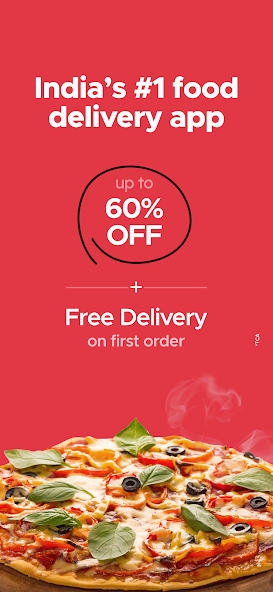 India's #1 food
delivery app
up to
60%
OFF
+
Free Delivery
on first order